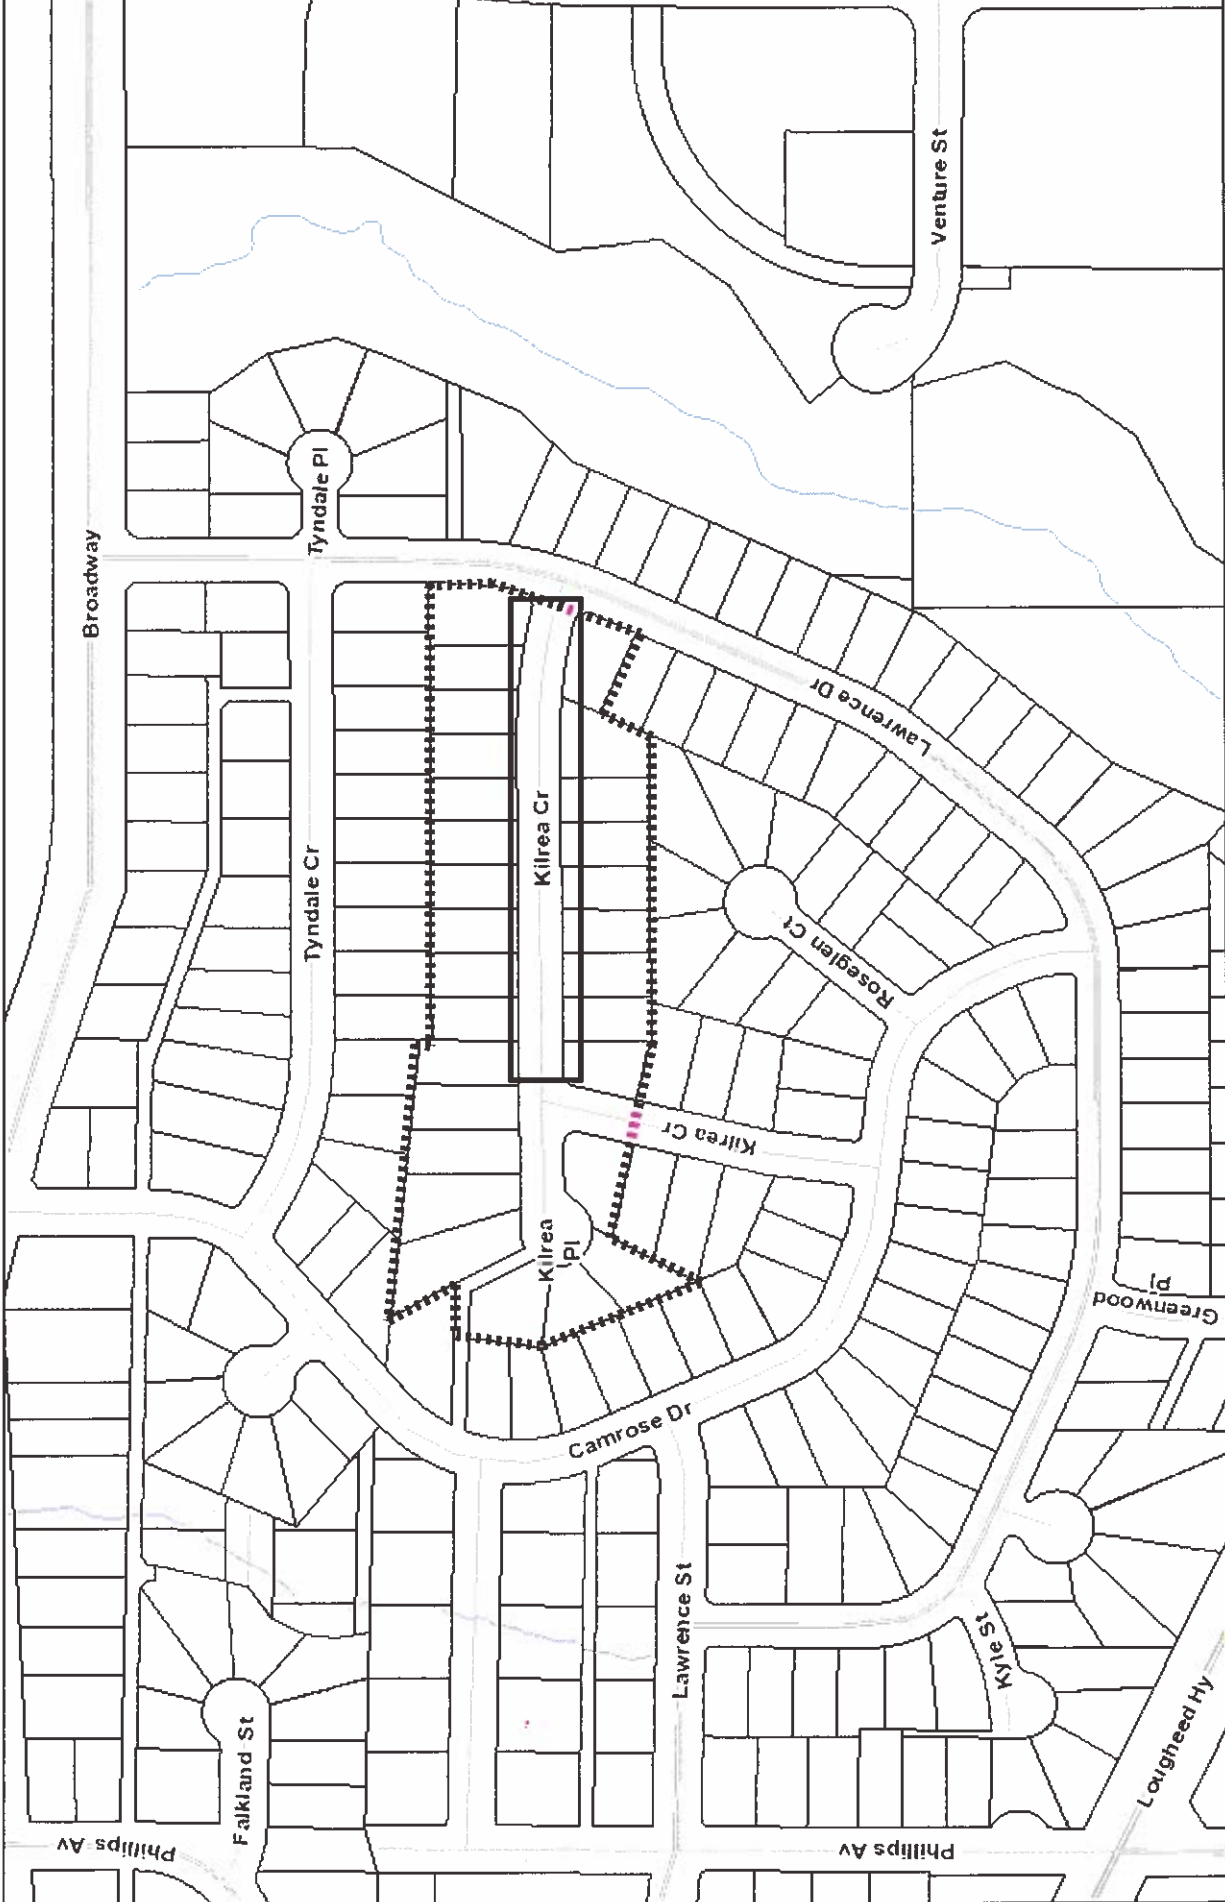 Venture St
Tyndale Pl
Broadway
Lawrence Dr
Kilrea Cr
Tyndale Cr
Roseglen Ct
Kilrea Cr
Kilrea
Pl
Greenwood
Pl
Camrose Dr
Lawrence St
Kyle St
Lougheed Hy
Falkland St
Phillips Av
Phillips Av